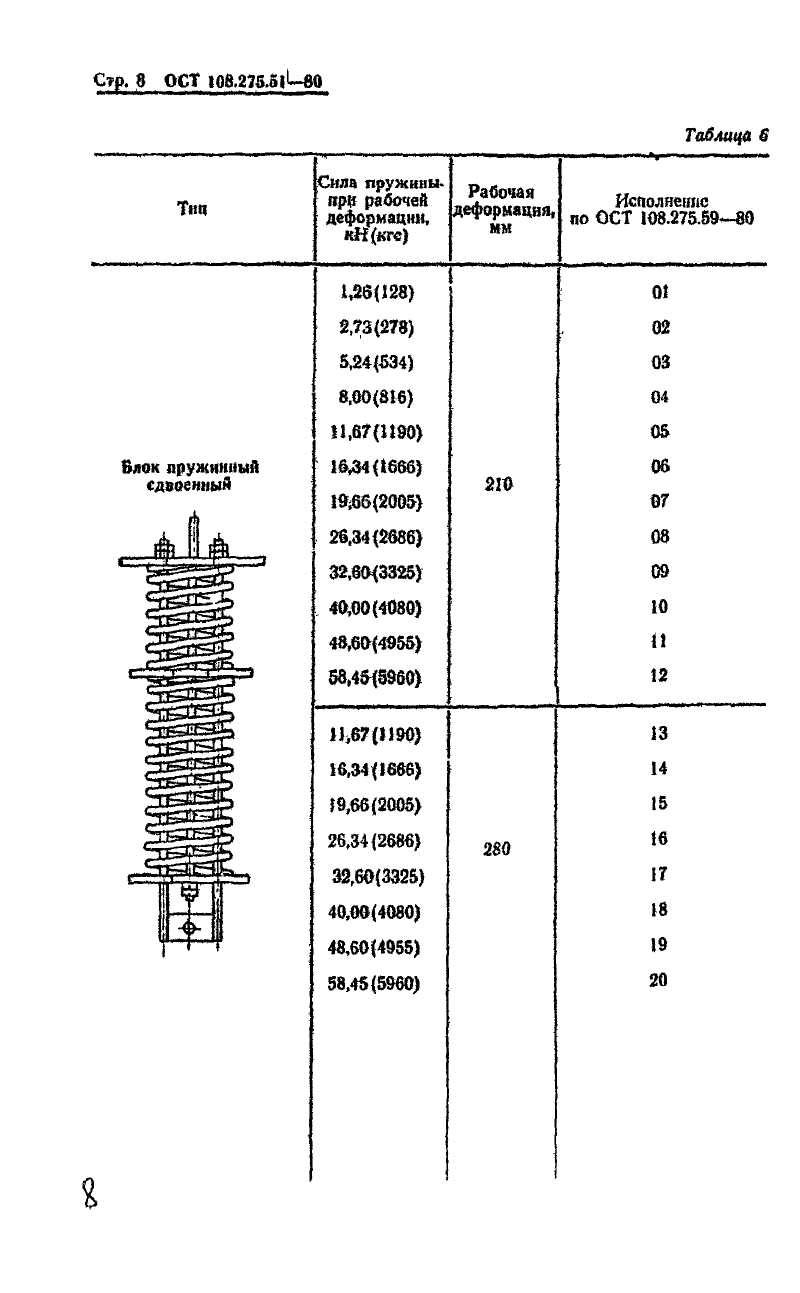 Стр. 8 ОСТ 108.275.51—80
Таблица 6
Тип
Сила пружины
при рабочей
деформации,
кН (кгс)
Рабочая
деформация,
мм
Исполнение
по ОСТ 108.275.59—80
Блок пружинный
сдвоенный
1,26(128) 01
2,73(278) 02
5,24(534) 03
8,00(816) 04
11,67(1190) 05
16,34(1666) 06
210
19,66(2005) 07
26,34(2686) 08
32,60(3325) 09
40,00(4080) 10
48,60(4955) 11
58,45(5960) 12
11,67(1190) 13
16,34(1666) 14
19,66(2005) 15
26,34(2686) 16
280
32,60(3325) 17
40,00(4080) 18
48,60(4955) 19
58,45(5960) 20
8